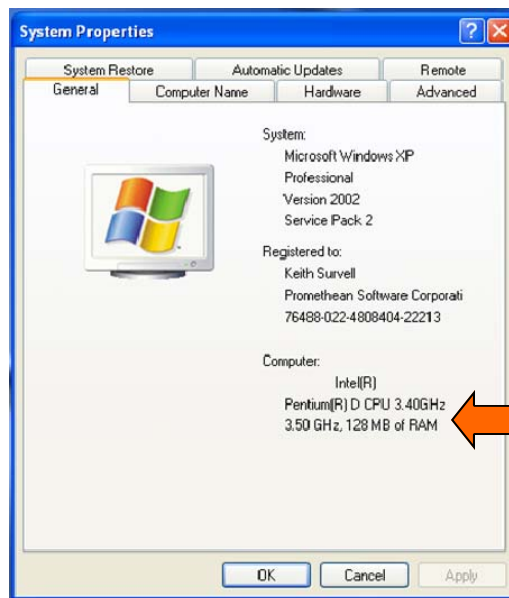 System Properties
System Restore Automatic Updates Remote
General Computer Name Hardware Advanced
System:
Microsoft Windows XP
Professional
Version 2002
Service Pack 2
Registered to:
Keith Survell
Promethean Software Corporati
76488-022-4808404-22213
Computer:
Intel(R)
Pentium(R) D CPU 3.40GHz
3.50 GHz, 128 MB of RAM
OK Cancel Apply